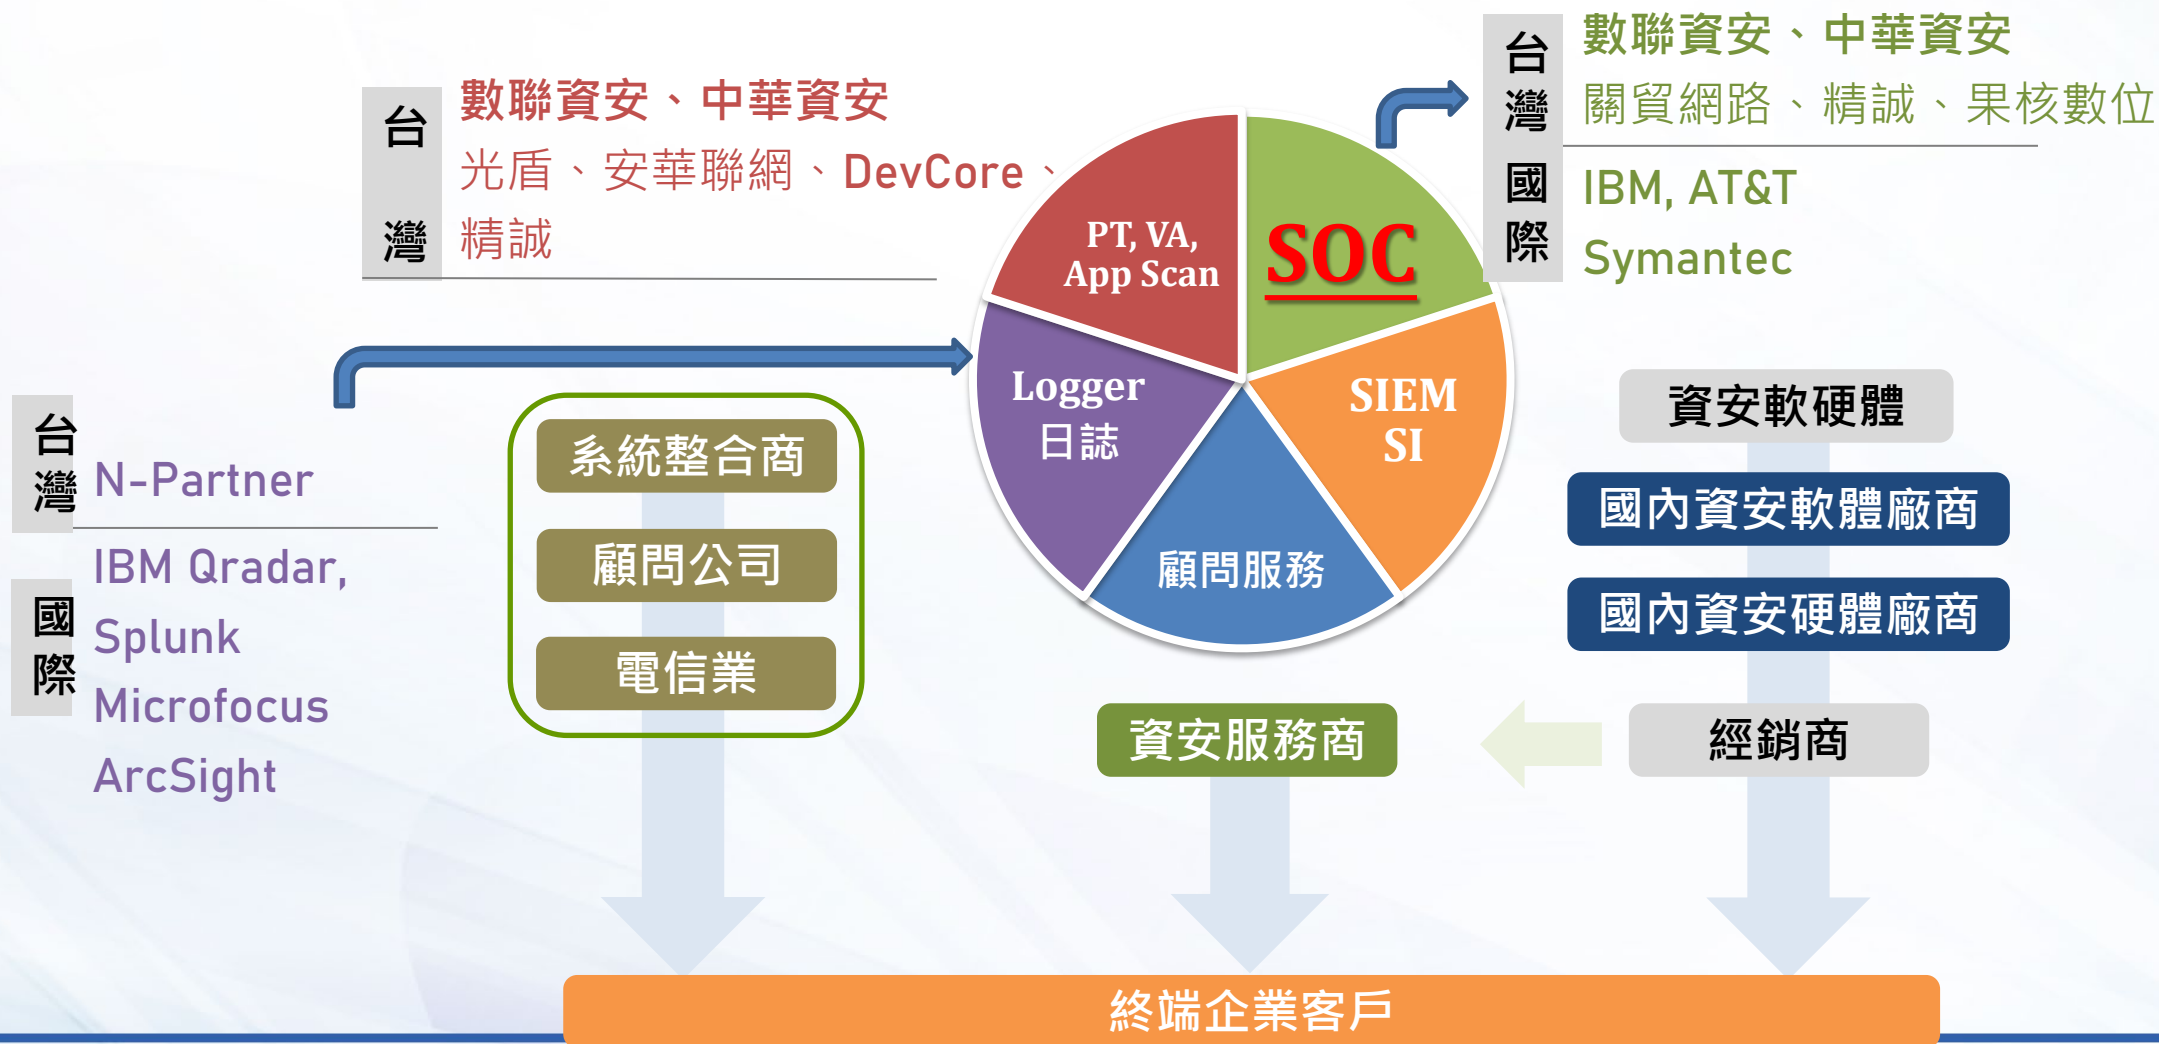 台
灣
數聯資安、中華資安
光盾、安華聯網、DevCore、
精誠
台
灣
數聯資安、中華資安
關貿網路、精誠、果核數位
國
際
IBM, AT&T
Symantec
PT, VA,
App Scan
SOC
Logger
日誌
SIEM
SI
顧問服務
台
灣
N-Partner
國
際
IBM Qradar,
Splunk
Microfocus
ArcSight
系統整合商
顧問公司
電信業
資安軟硬體
國內資安軟體廠商
國內資安硬體廠商
資安服務商
經銷商
終端企業客戶